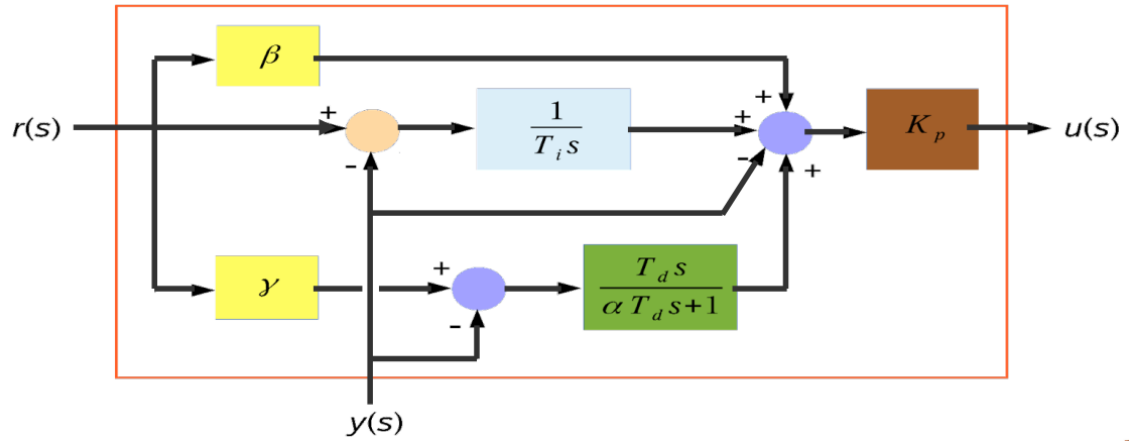 β
+
+
r(s)
+
-
1
T_i s
+
-
+
K_p
u(s)
γ
+
-
T_d s
α T_d s+1
y(s)